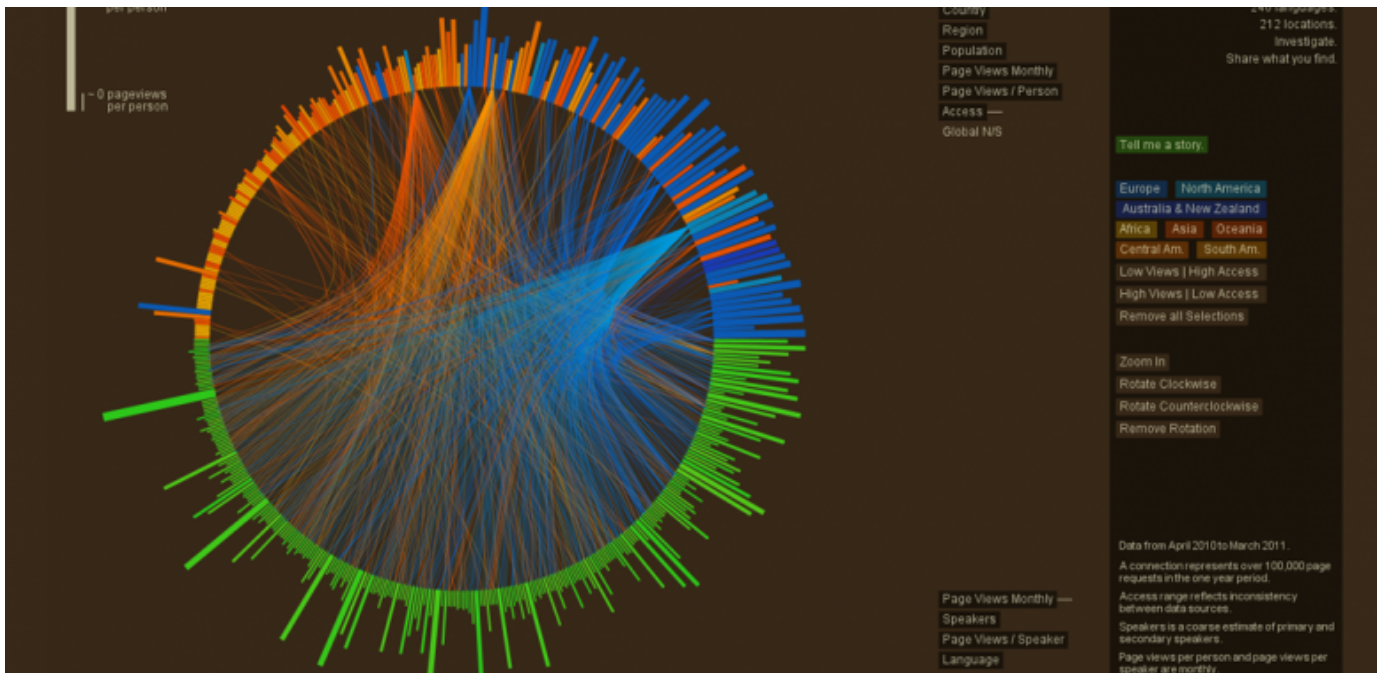 per person
~ 0 pageviews
per person
Country
Region
Population
Page Views Monthly
Page Views / Person
Access —
Global N/S
240 languages.
212 locations.
Investigate.
Share what you find.
Tell me a story.
Europe North America
Australia & New Zealand
Africa Asia Oceania
Central Am. South Am.
Low Views | High Access
High Views | Low Access
Remove all Selections
Zoom In
Rotate Clockwise
Rotate Counterclockwise
Remove Rotation
Page Views Monthly —
Speakers
Page Views / Speaker
Language
Data from April 2010 to March 2011.
A connection represents over 100,000 page
requests in the one year period.
Access range reflects inconsistency
between data sources.
Speakers is a coarse estimate of primary and
secondary speakers.
Page views per person and page views per
speaker are monthly.